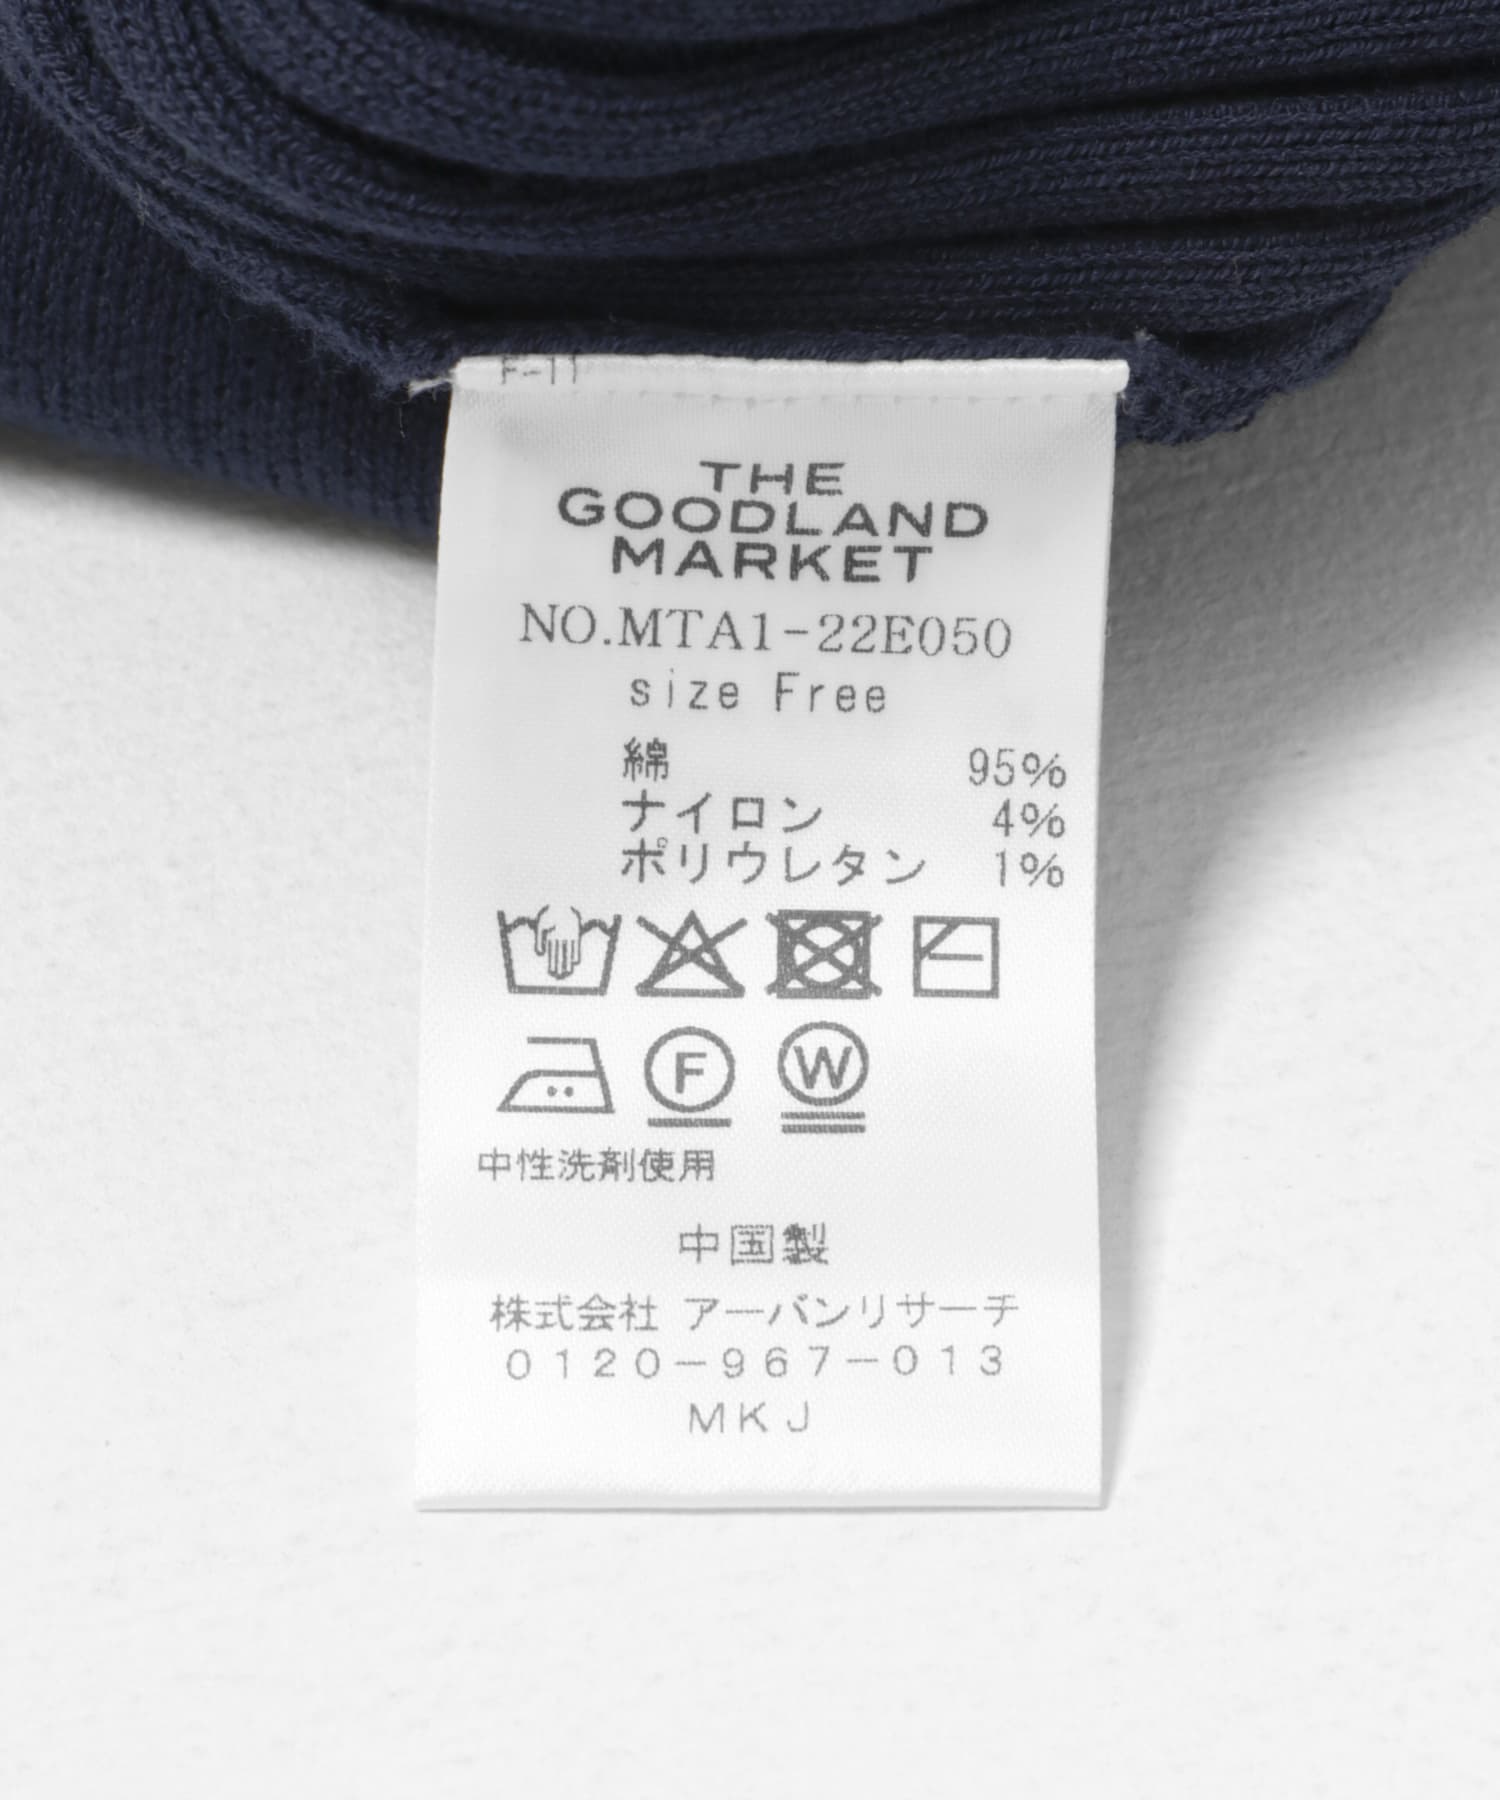 F-11
THE
GOODLAND
MARKET
NO.MTA1-22E050
size Free
綿 95%
ナイロン 4%
ポリウレタン 1%
F W
中性洗剤使用
中国製
株式会社 アーバンリサーチ
0120-967-013
MKJ